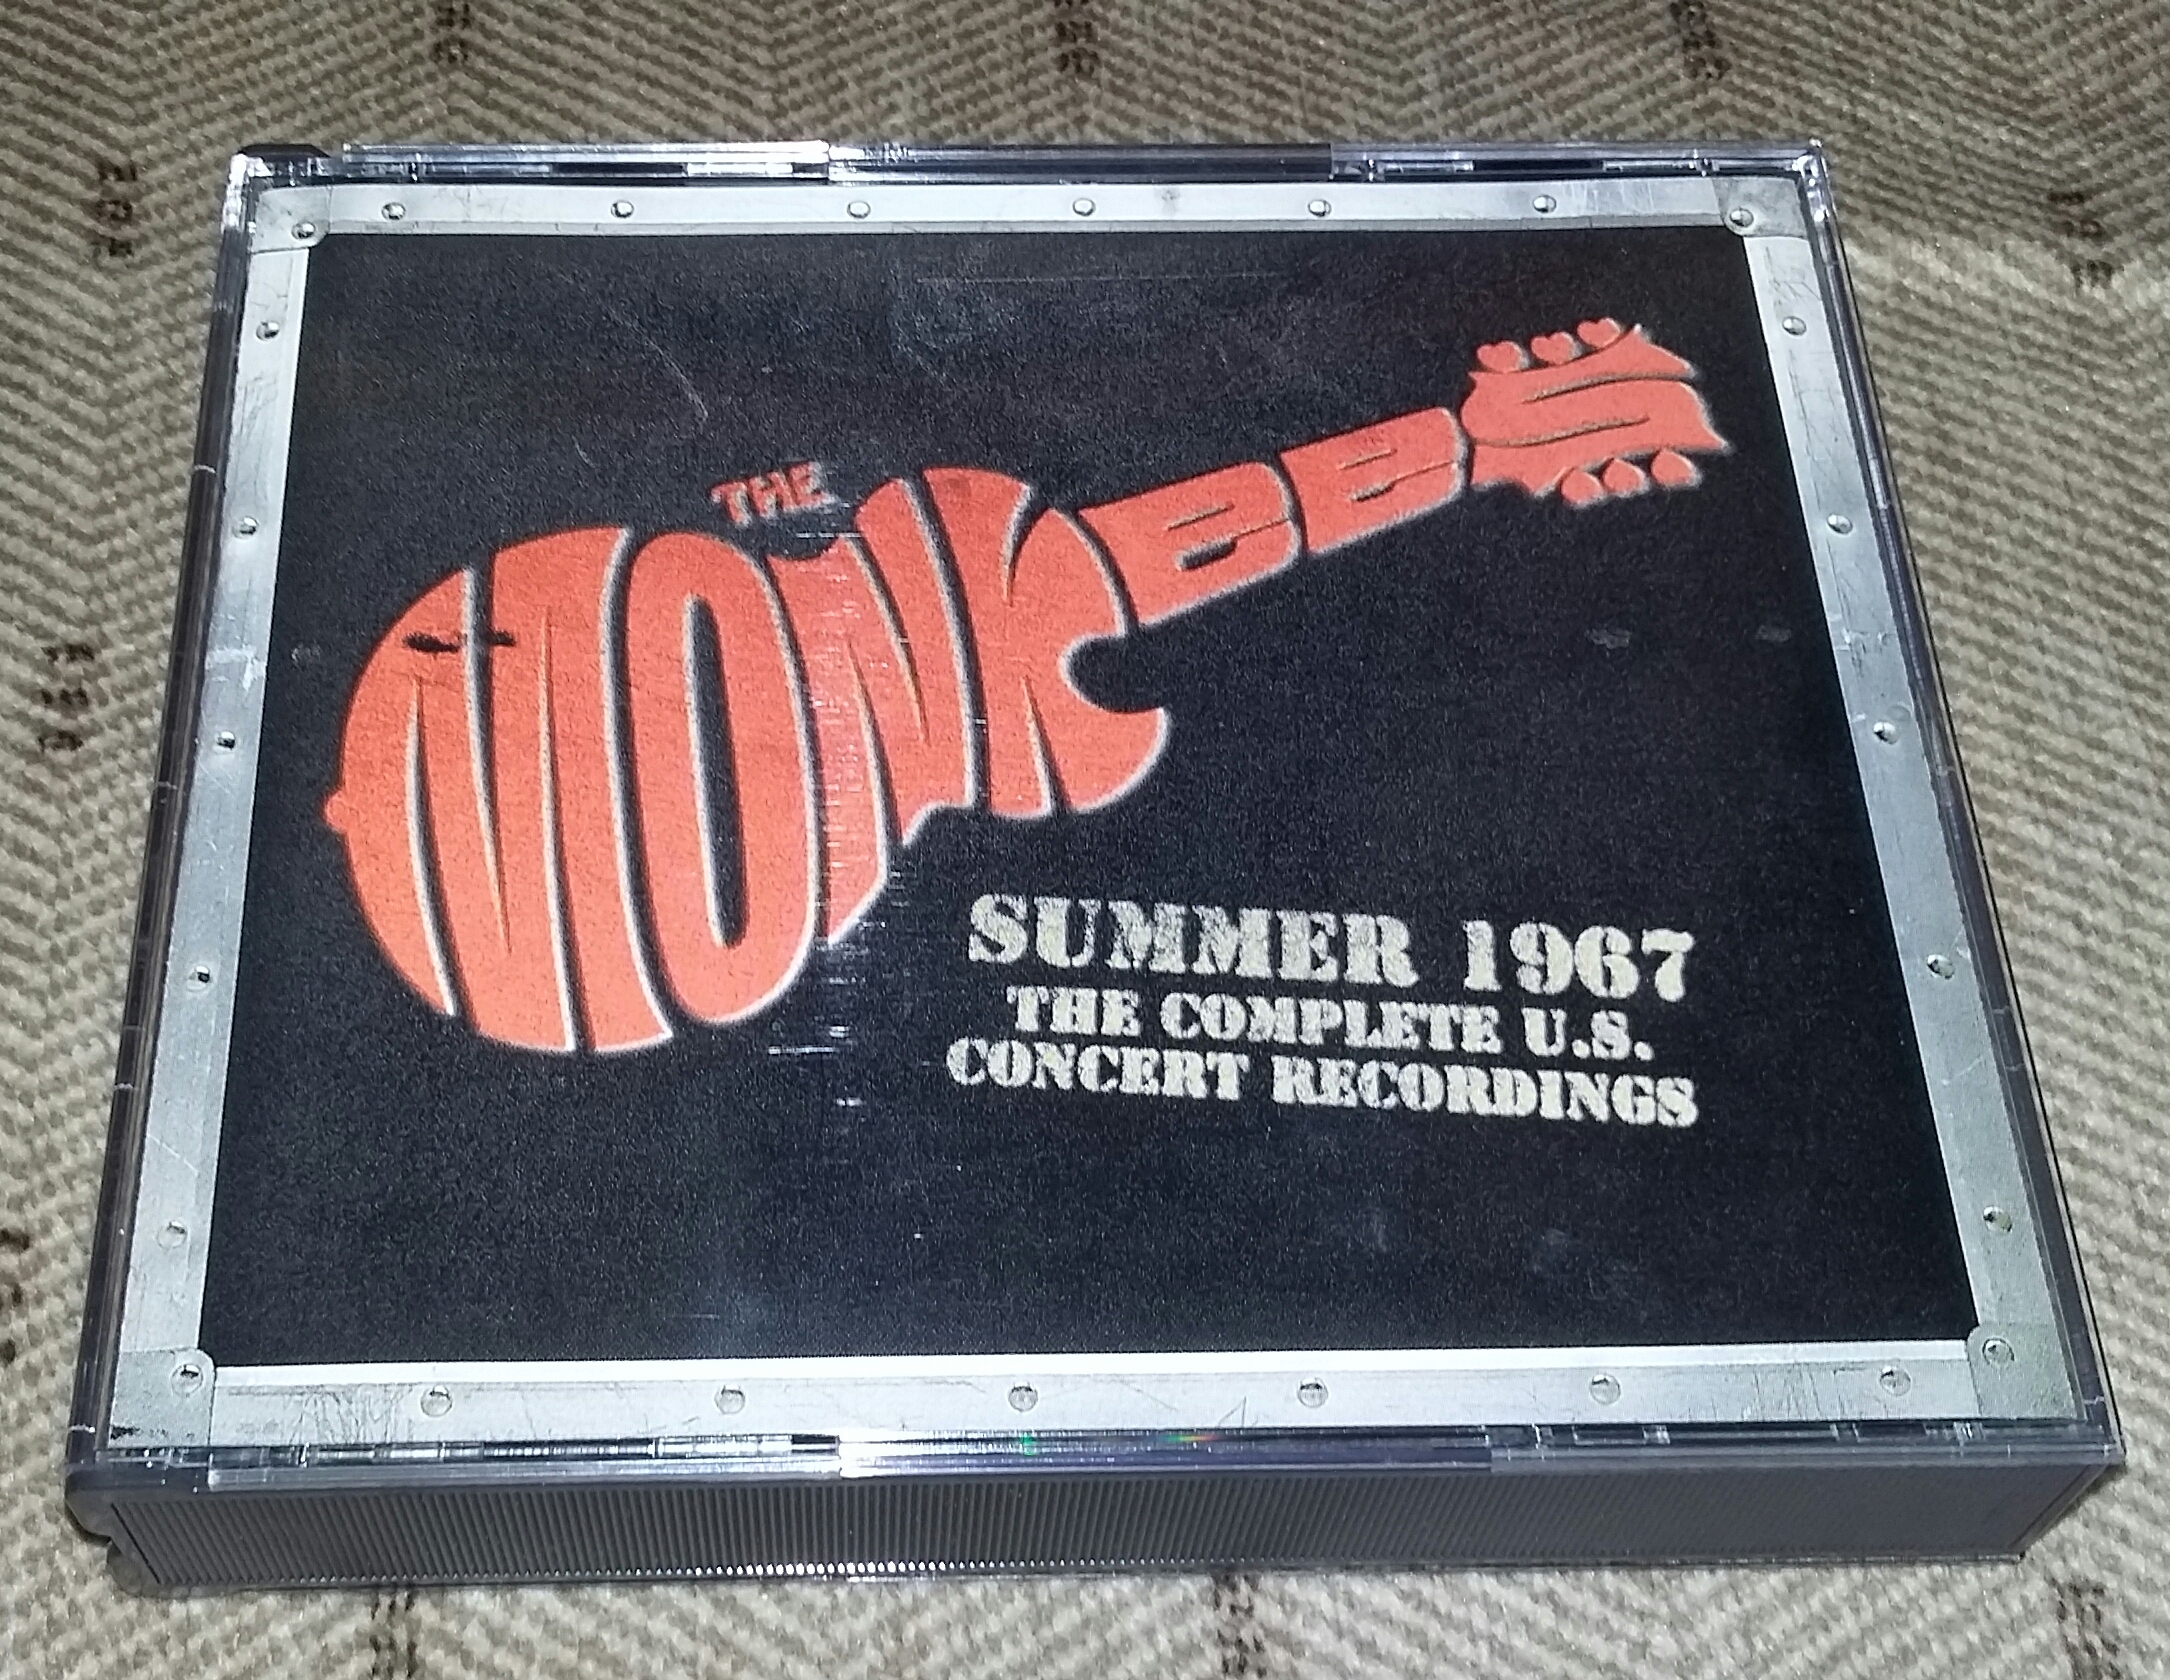 THE
MONKEES
SUMMER 1967
THE COMPLETE U.S.
CONCERT RECORDINGS